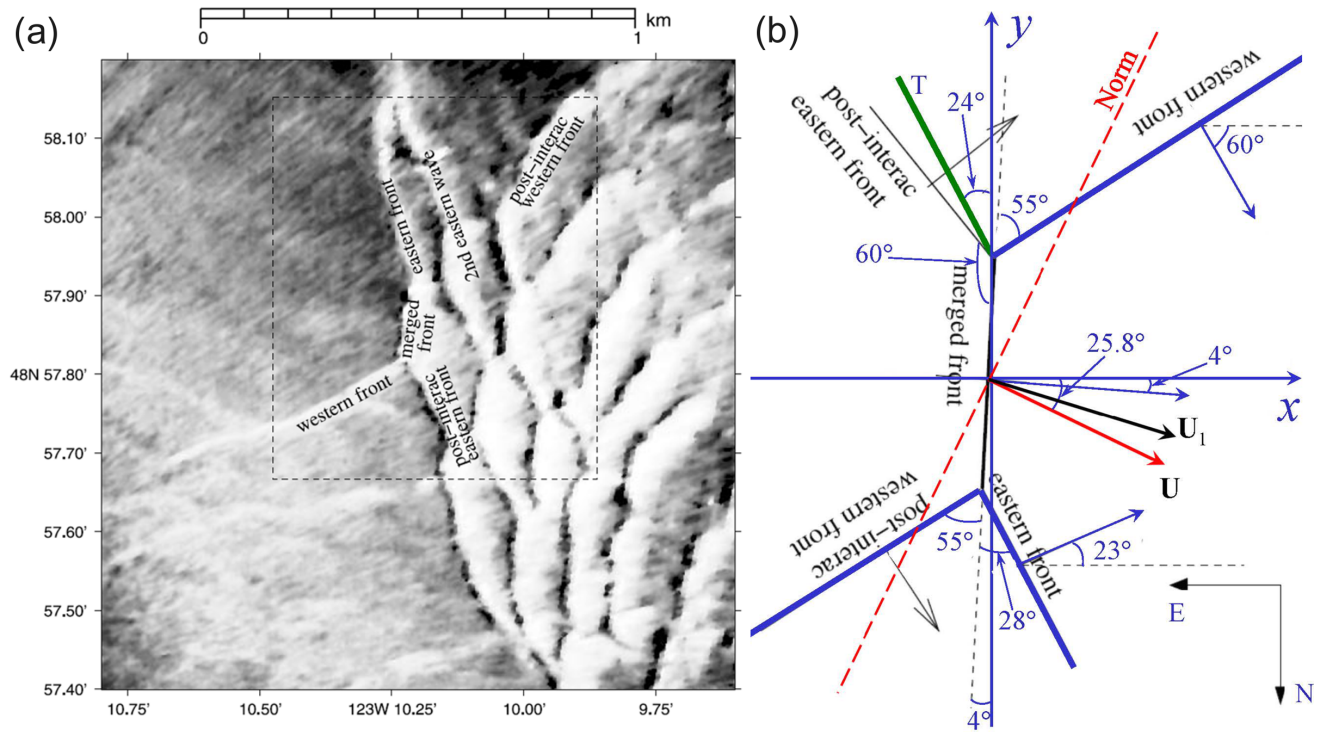 (a)
0
1
km
58.10'
58.00'
57.90'
48N 57.80'
57.70'
57.60'
57.50'
57.40'
10.75'
10.50'
123W 10.25'
10.00'
9.75'
eastern front
2nd eastern wave
post−interac
western front
merged
front
western front
post−interac
eastern front
(b)
y
T
24°
Norm
western front
post−interac
eastern front
60°
55°
60°
merged front
25.8°
4°
x
U₁
U
post−interac
western front
55°
eastern front
23°
28°
4°
E
N